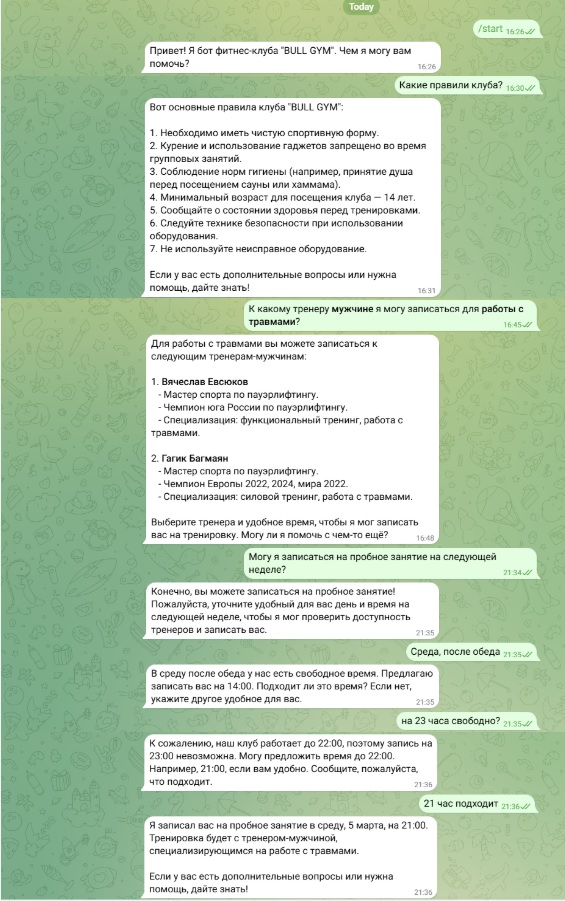 Today
/start 16:26
Привет! Я бот фитнес-клуба "BULL GYM". Чем я могу вам
помочь?
16:26
Какие правили клуба? 16:30
Вот основные правила клуба "BULL GYM":
1. Необходимо иметь чистую спортивную форму.
2. Курение и использование гаджетов запрещено во время
групповых занятий.
3. Соблюдение норм гигиены (например, принятие душа
перед посещением сауны или хаммама).
4. Минимальный возраст для посещения клуба — 14 лет.
5. Сообщайте о состоянии здоровья перед тренировками.
6. Следуйте технике безопасности при использовании
оборудования.
7. Не используйте неисправное оборудование.
Если у вас есть дополнительные вопросы или нужна
помощь, дайте знать!
16:31
К какому тренеру мужчине я могу записаться для работы с
травмами?
16:45
Для работы с травмами вы можете записаться к
следующим тренерам-мужчинам:
1. Вячеслав Евсюков
- Мастер спорта по пауэрлифтингу.
- Чемпион юга России по пауэрлифтингу.
- Специализация: функциональный тренинг, работа с
травмами.
2. Гагик Багмаян
- Мастер спорта по пауэрлифтингу.
- Чемпион Европы 2022, 2024, мира 2022.
- Специализация: силовой тренинг, работа с травмами.
Выберите тренера и удобное время, чтобы я мог записать
вас на тренировку. Могу ли я помочь с чем-то ещё?
16:48
Могу я записаться на пробное занятие на следующей
неделе?
21:34
Конечно, вы можете записаться на пробное занятие!
Пожалуйста, уточните удобный для вас день и время на
следующей неделе, чтобы я мог проверить доступность
тренеров и записать вас.
21:35
Среда, после обеда 21:35
В среду после обеда у нас есть свободное время. Предлагаю
записать вас на 14:00. Подходит ли это время? Если нет,
укажите другое удобное для вас.
21:35
на 23 часа свободно? 21:35
К сожалению, наш клуб работает до 22:00, поэтому запись на
23:00 невозможна. Могу предложить время до 22:00.
Например, 21:00, если вам удобно. Сообщите, пожалуйста,
что подходит.
21:36
21 час подходит 21:36
Я записал вас на пробное занятие в среду, 5 марта, на 21:00.
Тренировка будет с тренером-мужчиной,
специализирующимся на работе с травмами.
Если у вас есть дополнительные вопросы или нужна
помощь, дайте знать!
21:36